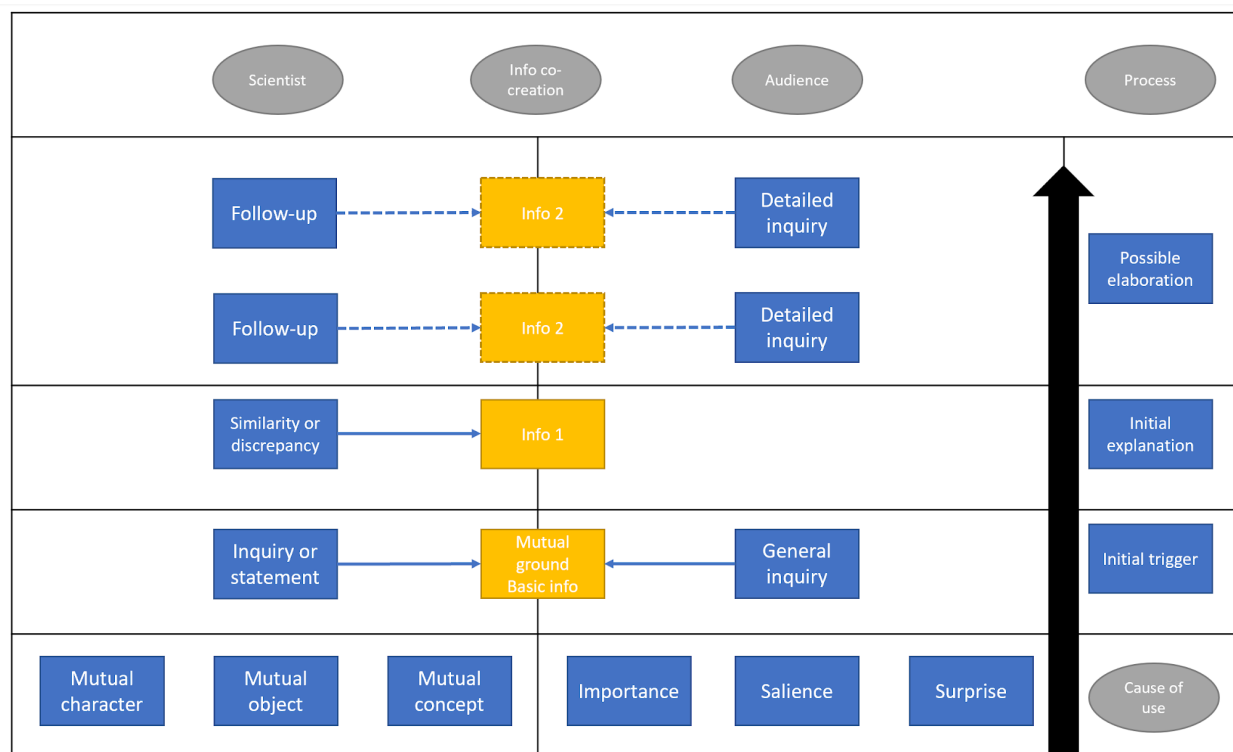 Scientist
Info co-
creation
Audience
Process
Follow-up
Info 2
Detailed
inquiry
Possible
elaboration
Follow-up
Info 2
Detailed
inquiry
Similarity or
discrepancy
Info 1
Initial
explanation
Inquiry or
statement
Mutual
ground
Basic info
General
inquiry
Initial trigger
Mutual
character
Mutual
object
Mutual
concept
Importance
Salience
Surprise
Cause of
use